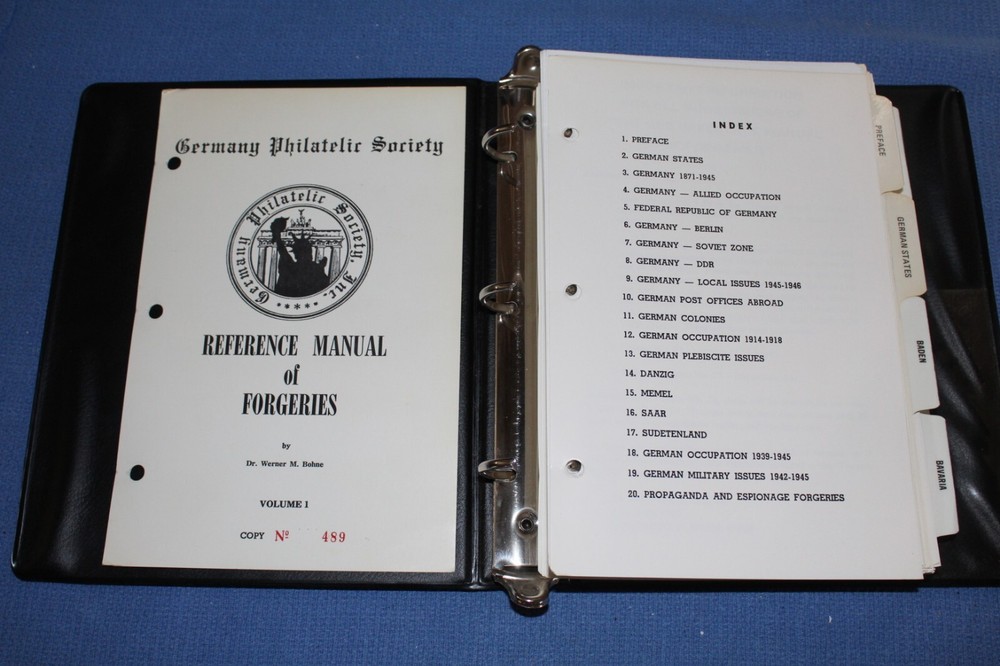 Germany Philatelic Society
Germany Philatelic Society, Inc.
REFERENCE MANUAL
of
FORGERIES
by
Dr. Werner M. Bohne
VOLUME 1
COPY Nº 489
INDEX
1. PREFACE
2. GERMAN STATES
3. GERMANY 1871-1945
4. GERMANY — ALLIED OCCUPATION
5. FEDERAL REPUBLIC OF GERMANY
6. GERMANY — BERLIN
7. GERMANY — SOVIET ZONE
8. GERMANY — DDR
9. GERMANY — LOCAL ISSUES 1945-1946
10. GERMAN POST OFFICES ABROAD
11. GERMAN COLONIES
12. GERMAN OCCUPATION 1914-1918
13. GERMAN PLEBISCITE ISSUES
14. DANZIG
15. MEMEL
16. SAAR
17. SUDETENLAND
18. GERMAN OCCUPATION 1939-1945
19. GERMAN MILITARY ISSUES 1942-1945
20. PROPAGANDA AND ESPIONAGE FORGERIES
PREFACE
GERMAN STATES
BADEN
BAVARIA